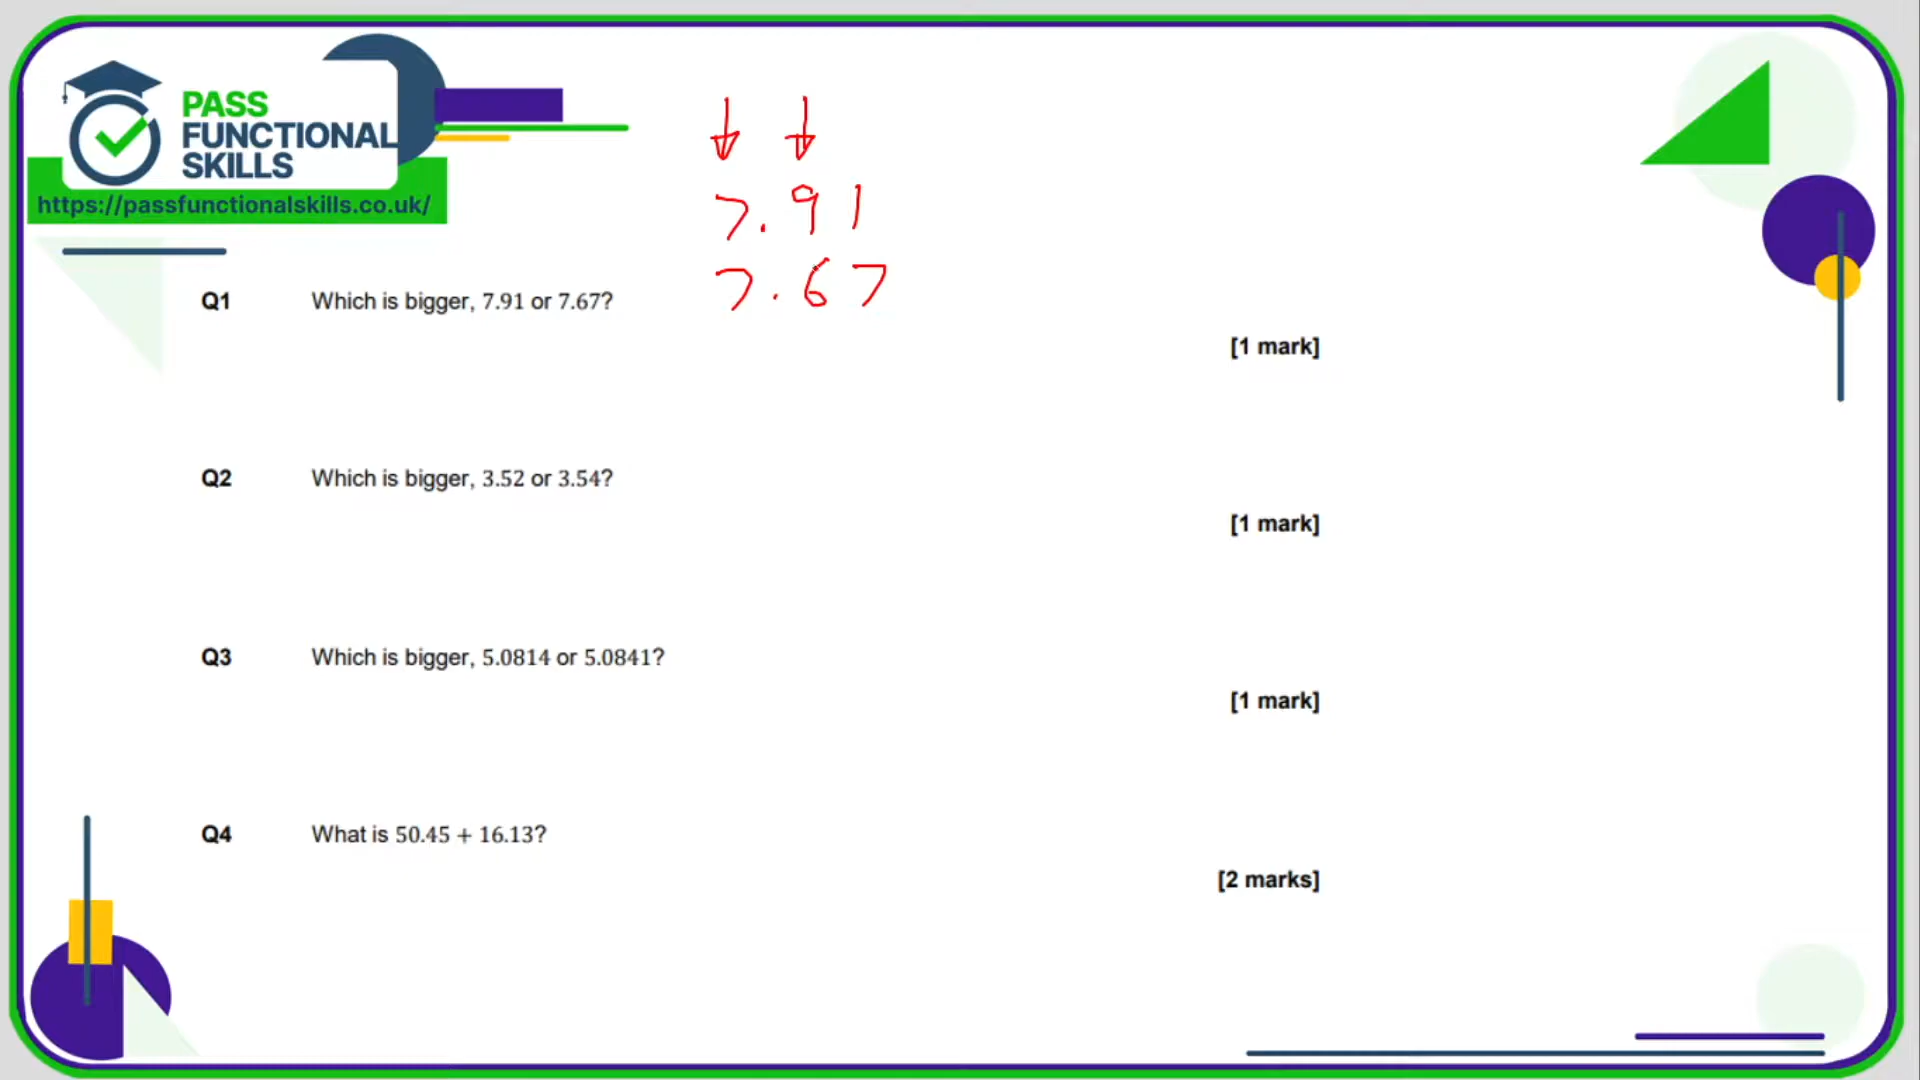 PASS
FUNCTIONAL
SKILLS
https://passfunctionalskills.co.uk/
7.91
7.67
Q1 Which is bigger, 7.91 or 7.67?
[1 mark]
Q2 Which is bigger, 3.52 or 3.54?
[1 mark]
Q3 Which is bigger, 5.0814 or 5.0841?
[1 mark]
Q4 What is 50.45 + 16.13?
[2 marks]